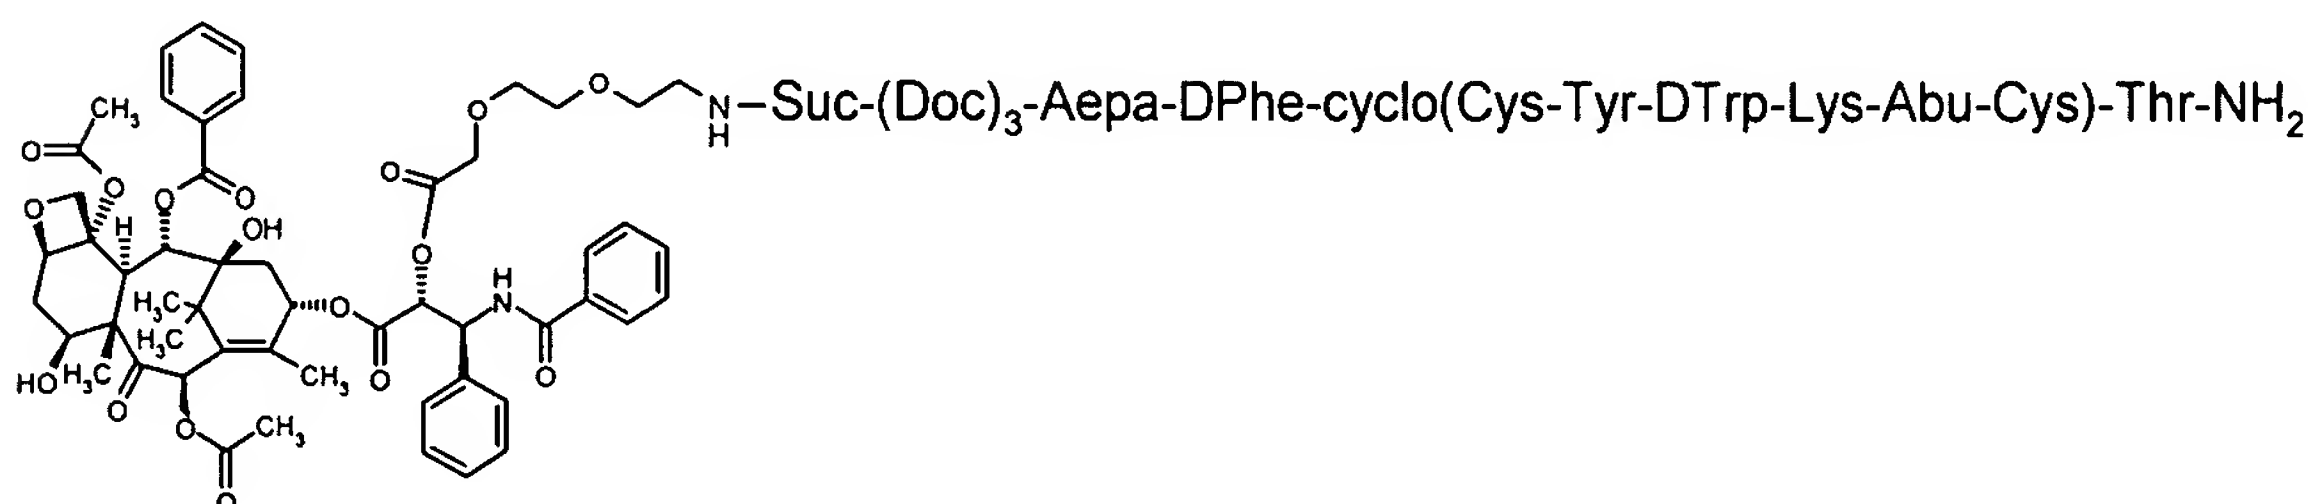 O
N
H
–Suc-(Doc)3-Aepa-DPhe-cyclo(Cys-Tyr-DTrp-Lys-Abu-Cys)-Thr-NH2
O
CH3
O
O
O
O
O
O
H
OH
O
H
N
H3C
O
H3C
HO
H3C
O
CH3
O
O
O
CH3
O